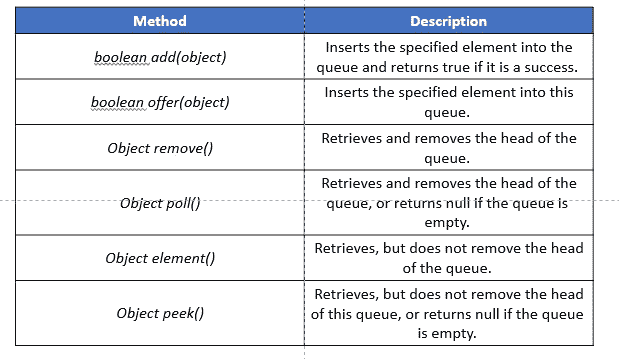 Method Description
boolean add(object) Inserts the specified element into the
queue and returns true if it is a success.
boolean offer(object) Inserts the specified element into this
queue.
Object remove() Retrieves and removes the head of the
queue.
Object poll() Retrieves and removes the head of the
queue, or returns null if the queue is
empty.
Object element() Retrieves, but does not remove the head
of the queue.
Object peek() Retrieves, but does not remove the head
of this queue, or returns null if the queue
is empty.